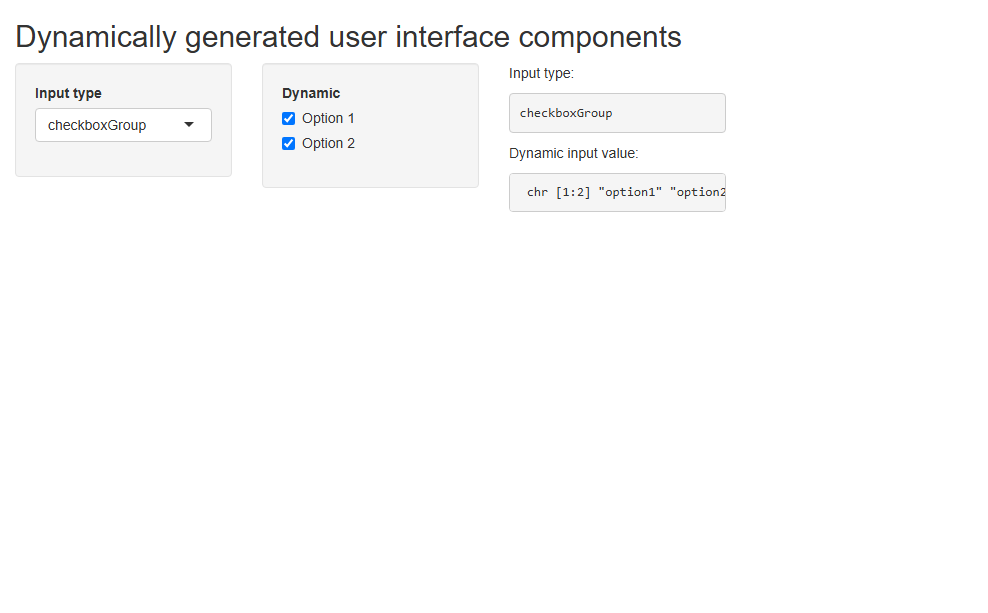 Dynamically generated user interface components
Input type
checkboxGroup
Dynamic
Option 1
Option 2
Input type:
checkboxGroup
Dynamic input value:
chr [1:2] "option1" "option2